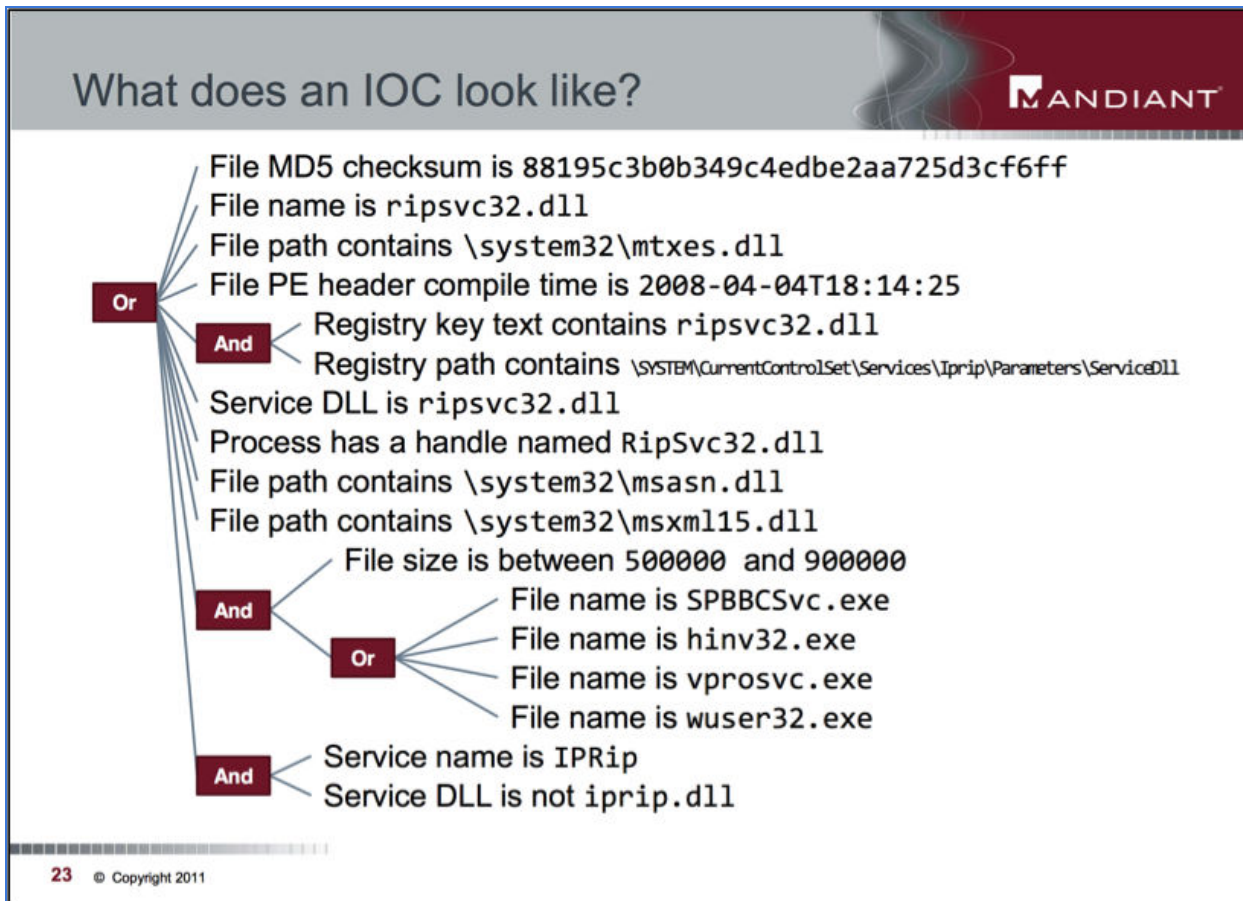 What does an IOC look like?
MANDIANT
File MD5 checksum is 88195c3b0b349c4edbe2aa725d3cf6ff
File name is ripsvc32.dll
File path contains \system32\mtxes.dll
File PE header compile time is 2008-04-04T18:14:25
Or
Registry key text contains ripsvc32.dll
And
Registry path contains \SYSTEM\CurrentControlSet\Services\Iprip\Parameters\ServiceDll
Service DLL is ripsvc32.dll
Process has a handle named RipSvc32.dll
File path contains \system32\msasn.dll
File path contains \system32\msxml15.dll
File size is between 500000 and 900000
And
File name is SPBBCSvc.exe
File name is hinv32.exe
Or
File name is vprosvc.exe
File name is wuser32.exe
Service name is IPRip
And
Service DLL is not iprip.dll
23 © Copyright 2011